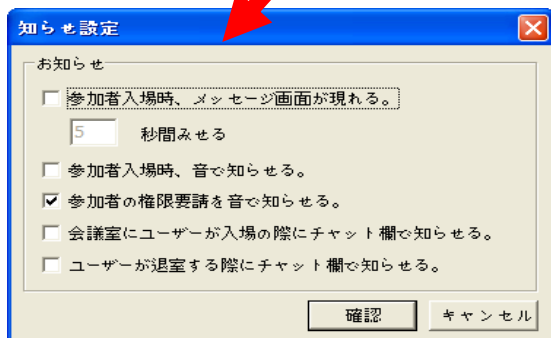 知らせ設定
お知らせ
参加者入場時、メッセージ画面が現れる。
5 秒間みせる
参加者入場時、音で知らせる。
参加者の権限要請を音で知らせる。
会議室にユーザーが入場の際にチャット欄で知らせる。
ユーザーが退室する際にチャット欄で知らせる。
確認 キャンセル